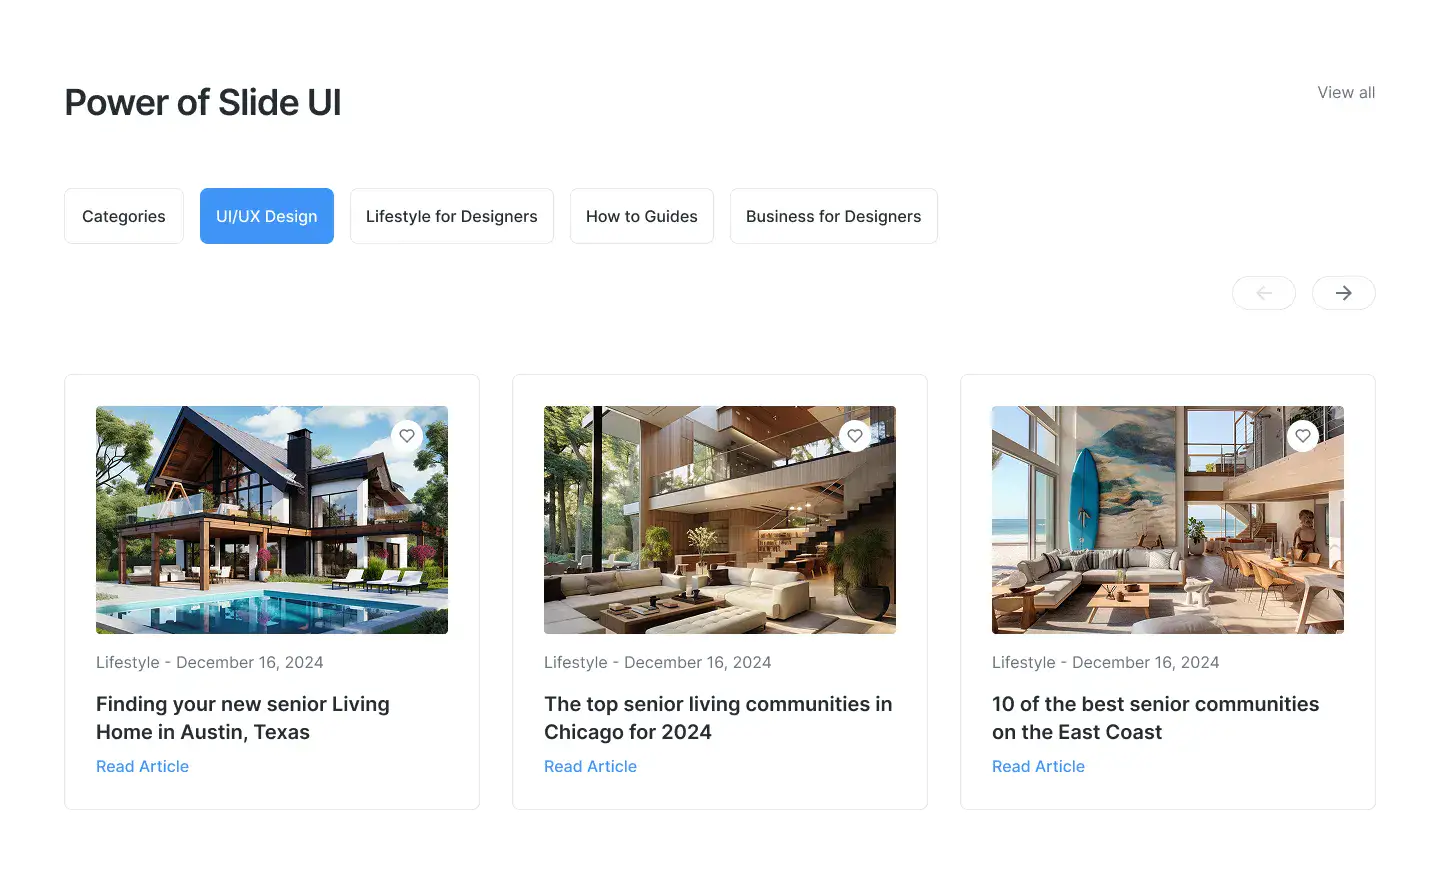 Power of Slide UI
View all
Categories
UI/UX Design
Lifestyle for Designers
How to Guides
Business for Designers
Lifestyle - December 16, 2024
Finding your new senior Living
Home in Austin, Texas
Read Article
Lifestyle - December 16, 2024
The top senior living communities in
Chicago for 2024
Read Article
Lifestyle - December 16, 2024
10 of the best senior communities
on the East Coast
Read Article